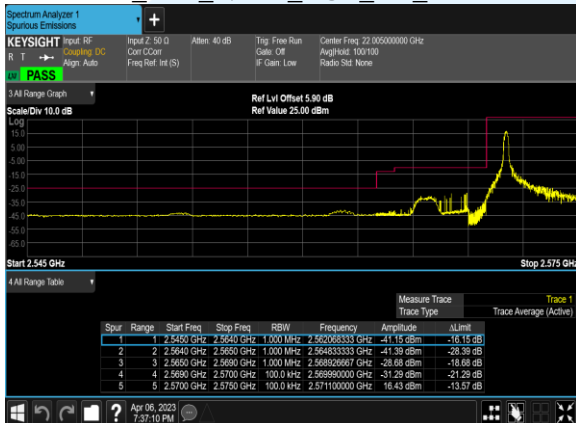 Spectrum Analyzer 1
Spurious Emissions
KEYSIGHT
R T
Input: RF
Coupling: DC
Align: Auto
Input Z: 50 Ω
Corr CCorr
Freq Ref: Int (S)
Atten: 40 dB
Trig: Free Run
Gate: Off
IF Gain: Low
Center Freq: 22.005000000 GHz
Avg|Hold: 100/100
Radio Std: None
PASS
3 All Range Graph
Scale/Div 10.0 dB
Ref Lvl Offset 5.90 dB
Ref Value 25.00 dBm
Log
15.0
5.00
-5.00
-15.0
-25.0
-35.0
-45.0
-55.0
-65.0
Start 2.545 GHz
Stop 2.575 GHz
4 All Range Table
Measure Trace Trace 1
Trace Type Trace Average (Active)
Spur Range Start Freq Stop Freq RBW Frequency Amplitude ΔLimit
1 1 2.5450 GHz 2.5640 GHz 1.000 MHz 2.562068333 GHz -41.15 dBm -16.15 dB
2 2 2.5640 GHz 2.5650 GHz 1.000 MHz 2.564833333 GHz -41.39 dBm -28.39 dB
3 3 2.5650 GHz 2.5690 GHz 1.000 MHz 2.568926667 GHz -28.68 dBm -18.68 dB
4 4 2.5690 GHz 2.5700 GHz 100.0 kHz 2.569990000 GHz -31.29 dBm -21.29 dB
5 5 2.5700 GHz 2.5750 GHz 100.0 kHz 2.571100000 GHz 16.43 dBm -13.57 dB
Apr 06, 2023
7:37:10 PM